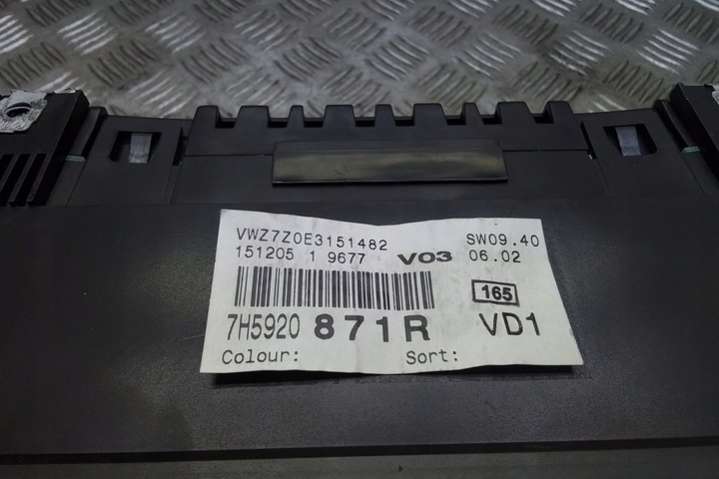 VWZ7Z0E3151482 SW09.40
151205 1 9677 V03 06.02
165
7H5920 871R VD1
Colour: Sort: